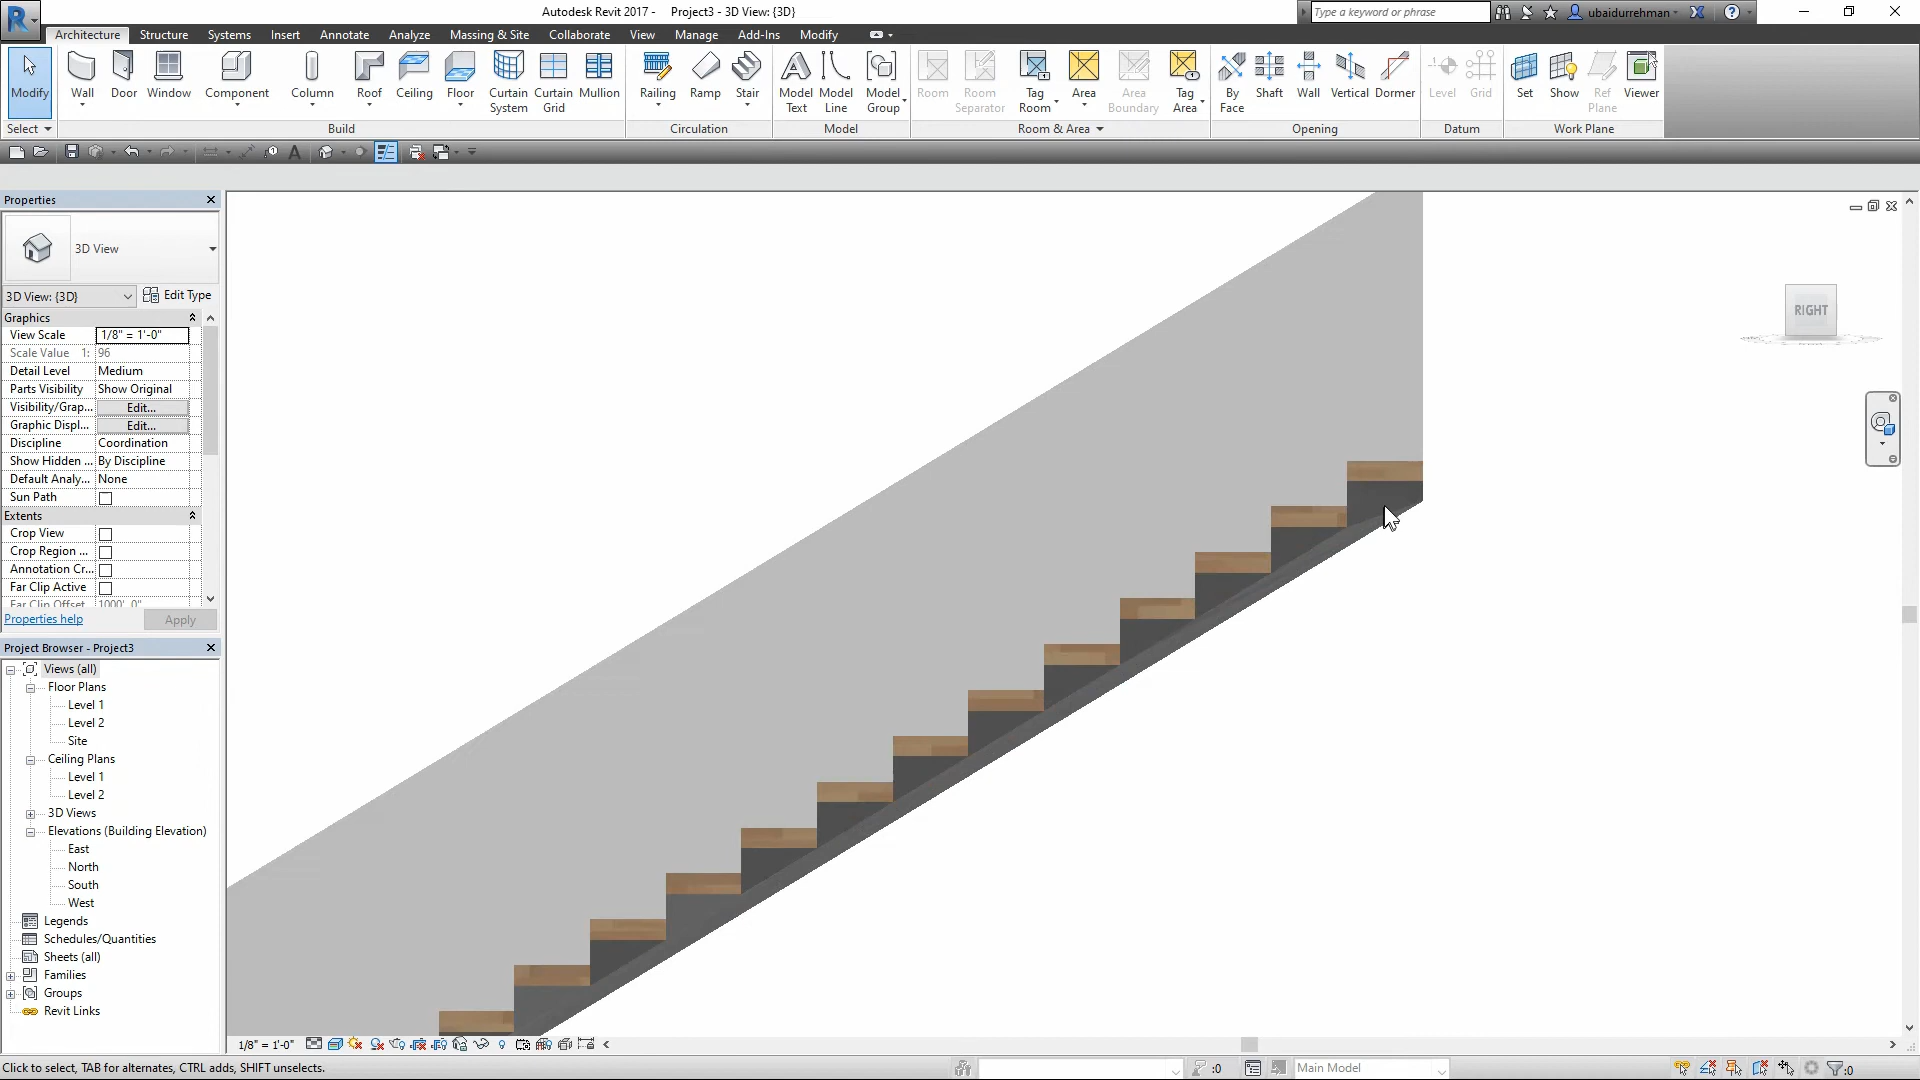 Autodesk Revit 2017 -     Project3 - 3D View: {3D}
Type a keyword or phrase
ubaidurrehman
Architecture Structure Systems Insert Annotate Analyze Massing & Site Collaborate View Manage Add-Ins Modify
Modify Wall Door Window Component Column Roof Ceiling Floor Curtain System Curtain Grid Mullion Railing Ramp Stair Model Text Model Line Model Group Room Room Separator Tag Room Area Area Boundary Tag Area By Face Shaft Wall Vertical Dormer Level Grid Set Show Ref Plane Viewer
Select Build Circulation Model Room & Area Opening Datum Work Plane
Properties
3D View
3D View: {3D} Edit Type
Graphics
View Scale 1/8" = 1'-0"
Scale Value 1: 96
Detail Level Medium
Parts Visibility Show Original
Visibility/Grap... Edit...
Graphic Displ... Edit...
Discipline Coordination
Show Hidden ... By Discipline
Default Analy... None
Sun Path
Extents
Crop View
Crop Region ...
Annotation Cr...
Far Clip Active
Far Clip Offset 1000' 0"
Properties help Apply
Project Browser - Project3
Views (all)
Floor Plans
Level 1
Level 2
Site
Ceiling Plans
Level 1
Level 2
3D Views
Elevations (Building Elevation)
East
North
South
West
Legends
Schedules/Quantities
Sheets (all)
Families
Groups
Revit Links
RIGHT
1/8" = 1'-0"
Click to select, TAB for alternates, CTRL adds, SHIFT unselects.
:0
Main Model
:0